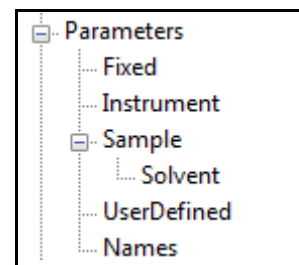 Parameters
Fixed
Instrument
Sample
Solvent
UserDefined
Names